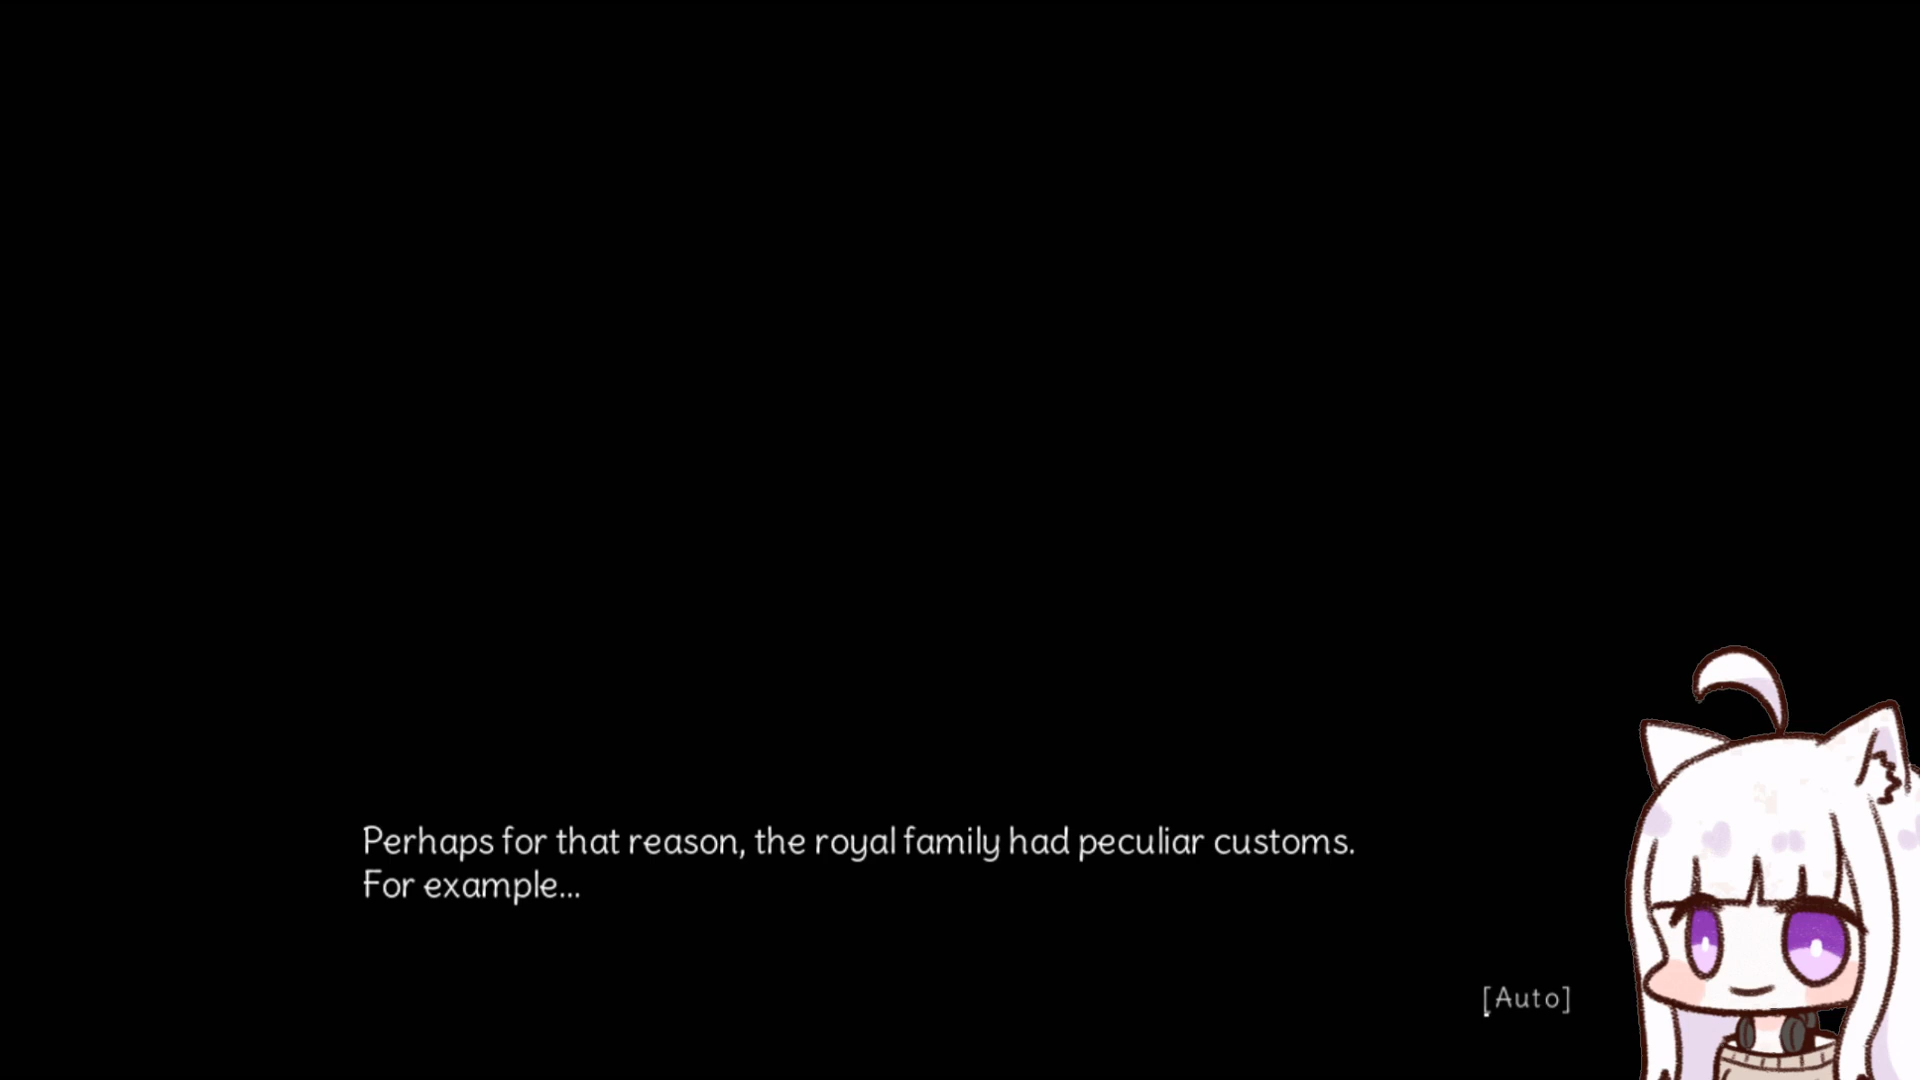 Perhaps for that reason, the royal family had peculiar customs.
For example...
[Auto]